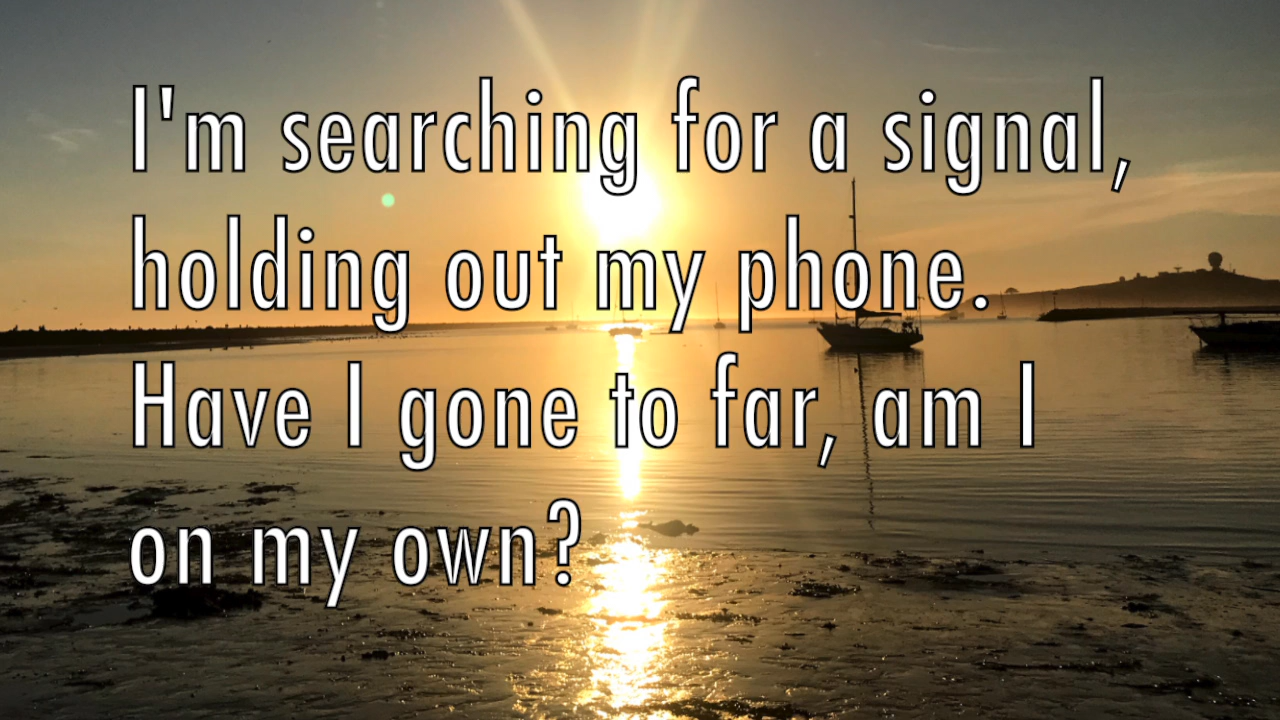 I'm searching for a signal,
holding out my phone.
Have I gone to far, am I
on my own?